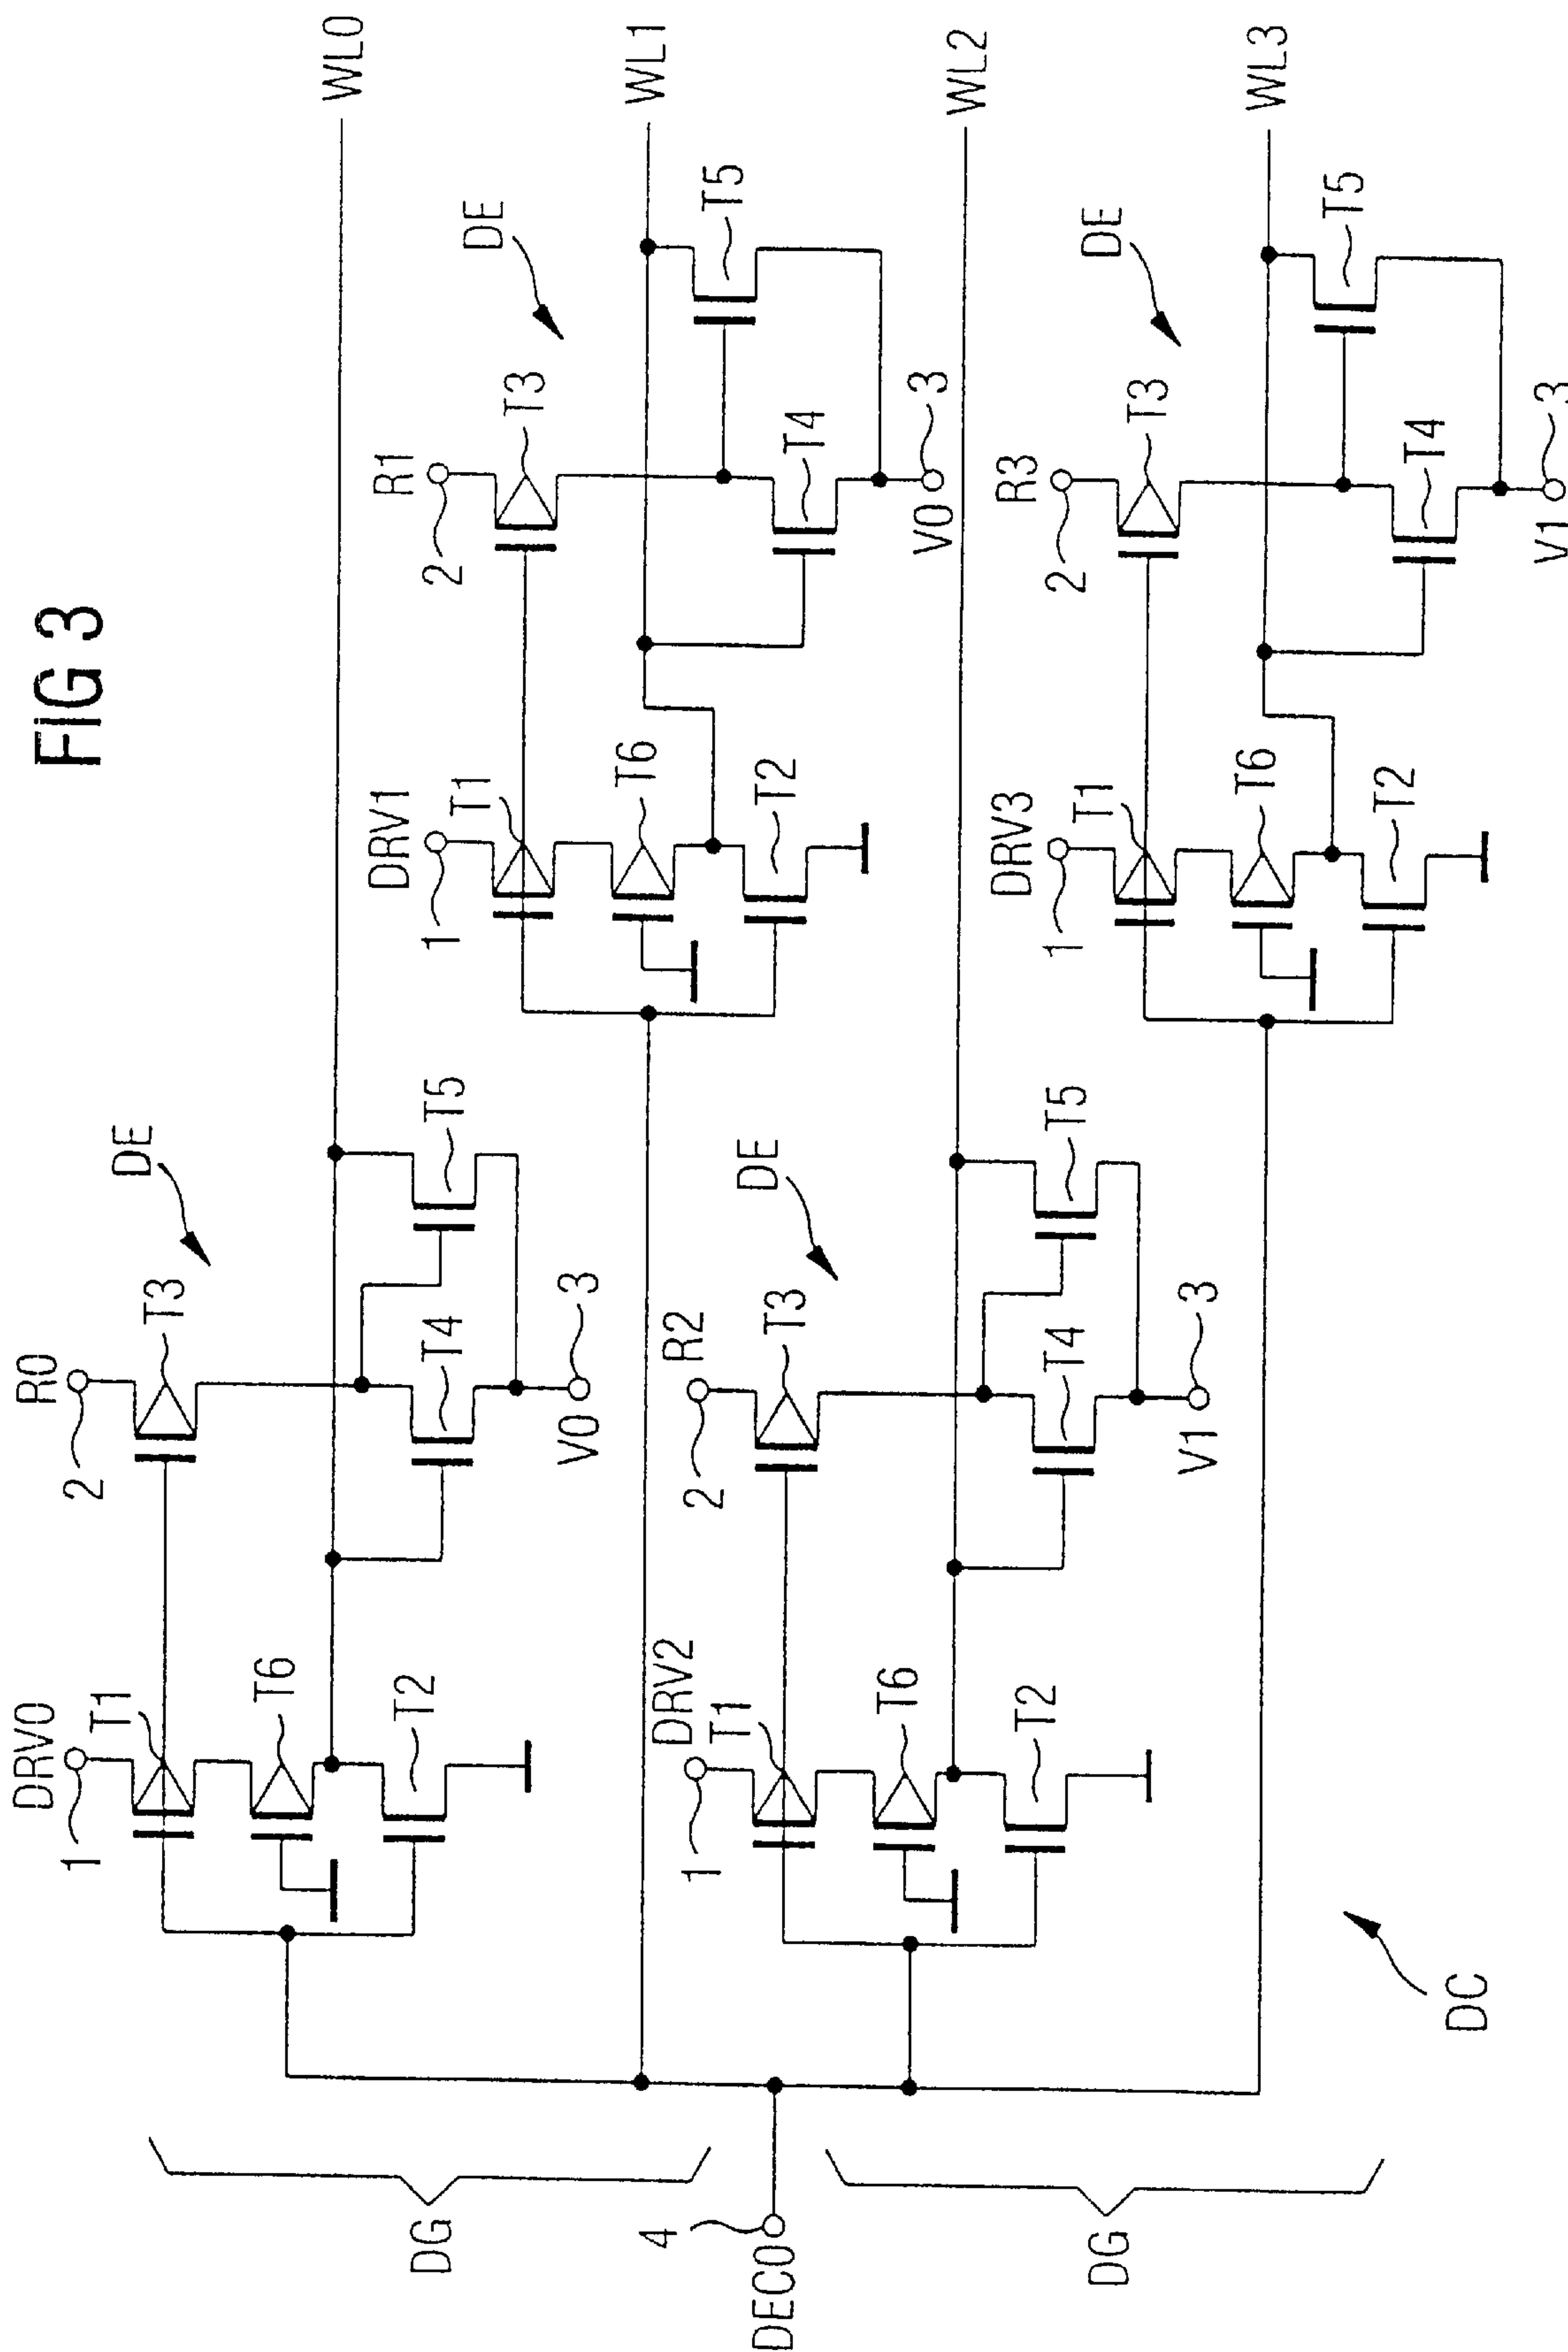 FIG 3
R0
DRV0
2
T3
DE
1
T1
T6
T4
T5
WL0
T2
V0
3
R1
DRV1
2
T3
DE
1
T1
T6
T4
T5
WL1
T2
V0
3
DG
R2
DRV2
2
T3
DE
1
T1
T6
T4
T5
WL2
T2
V1
3
4
DEC0
R3
DRV3
2
T3
DE
1
T1
T6
T4
T5
WL3
T2
V1
3
DG
DC